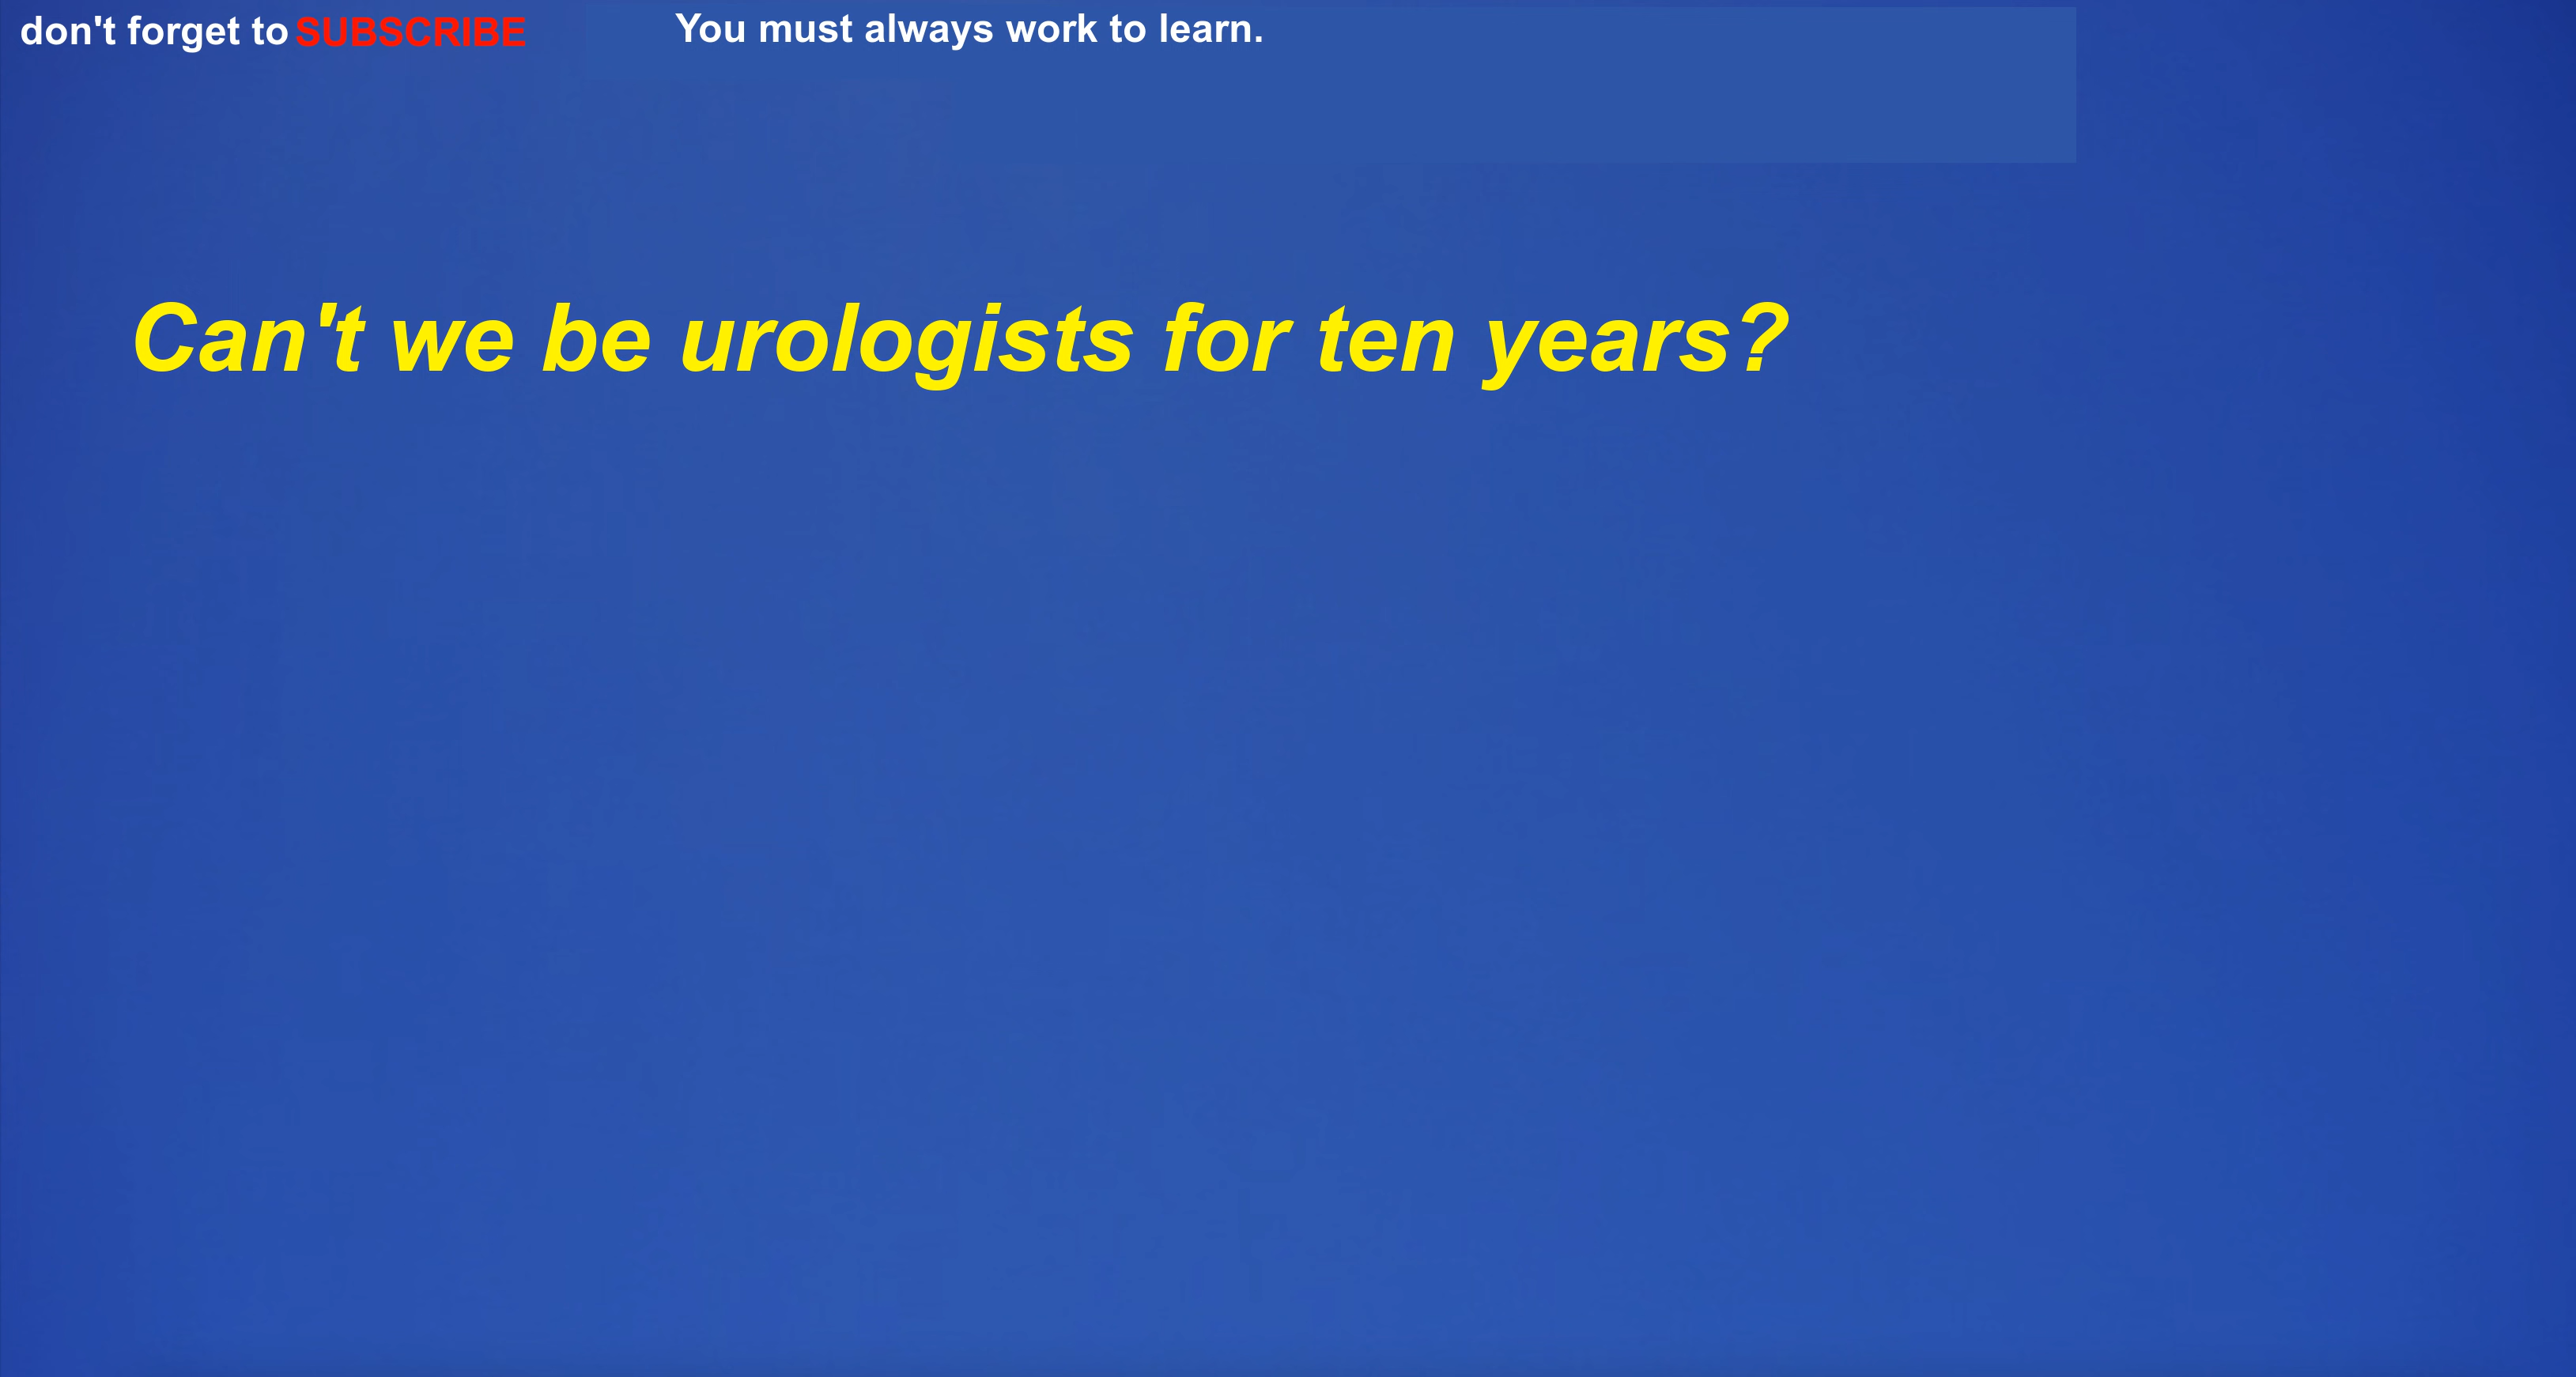 don't forget to SUBSCRIBE
You must always work to learn.
Can't we be urologists for ten years?